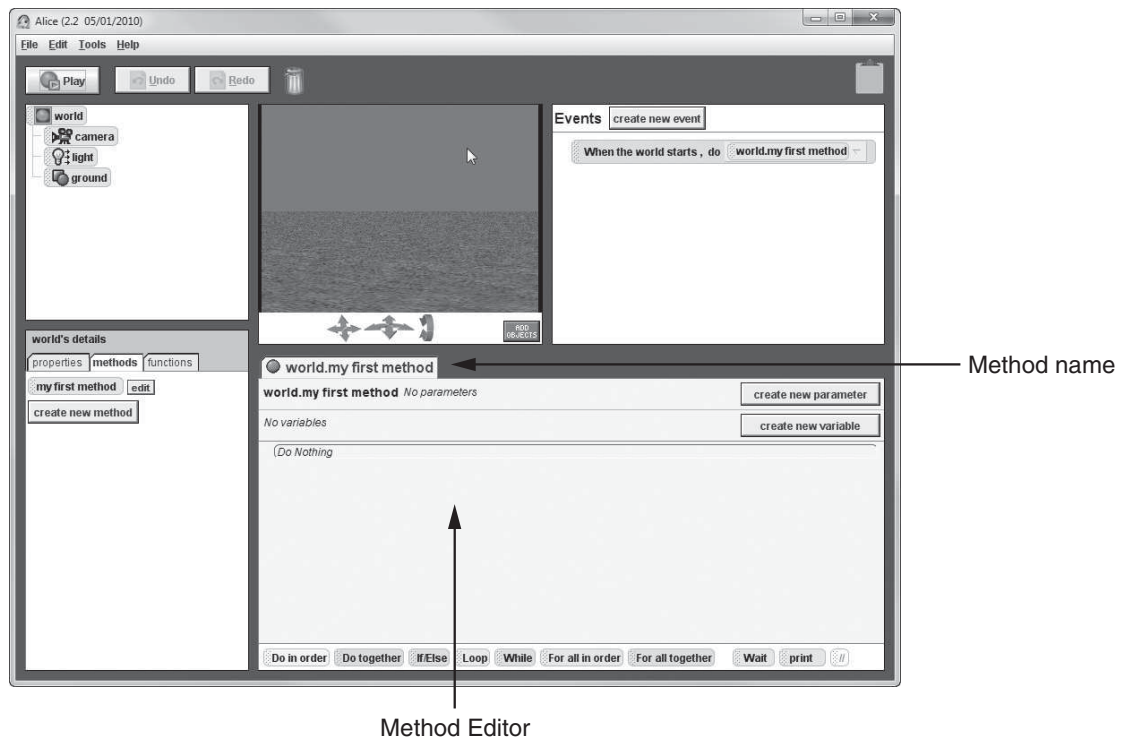 Alice (2.2 05/01/2010)
File Edit Tools Help
Play Undo Redo
world
camera
light
ground
Events create new event
When the world starts , do world.my first method
ADD OBJECTS
world's details
properties methods functions
my first method edit
create new method
world.my first method
Method name
world.my first method No parameters create new parameter
No variables create new variable
(Do Nothing
Do in order Do together If/Else Loop While For all in order For all together Wait print //
Method Editor